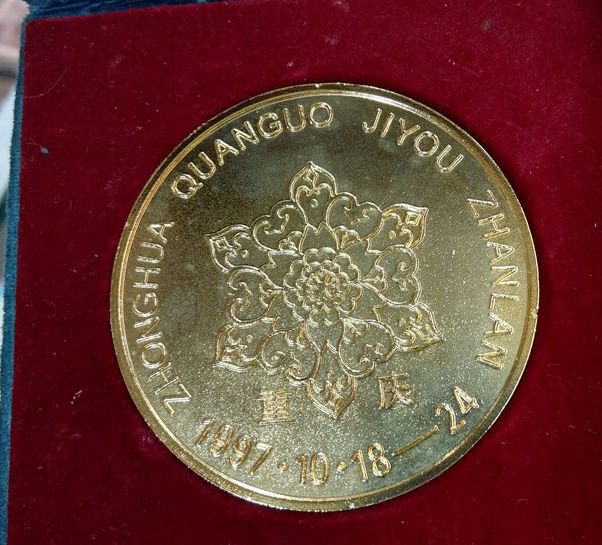 ZHONGHUA QUANGUO JIYOU ZHANLAN
重庆
1997·10·18—24